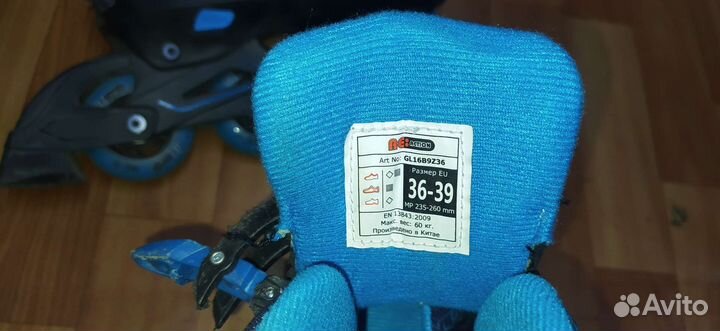 RE:ACTION
Art No: GL16B9Z36
Размер EU
36-39
MP 235-260 mm
EN 13843:2009
Макс. вес: 60 кг.
Произведено в Китае
Avito